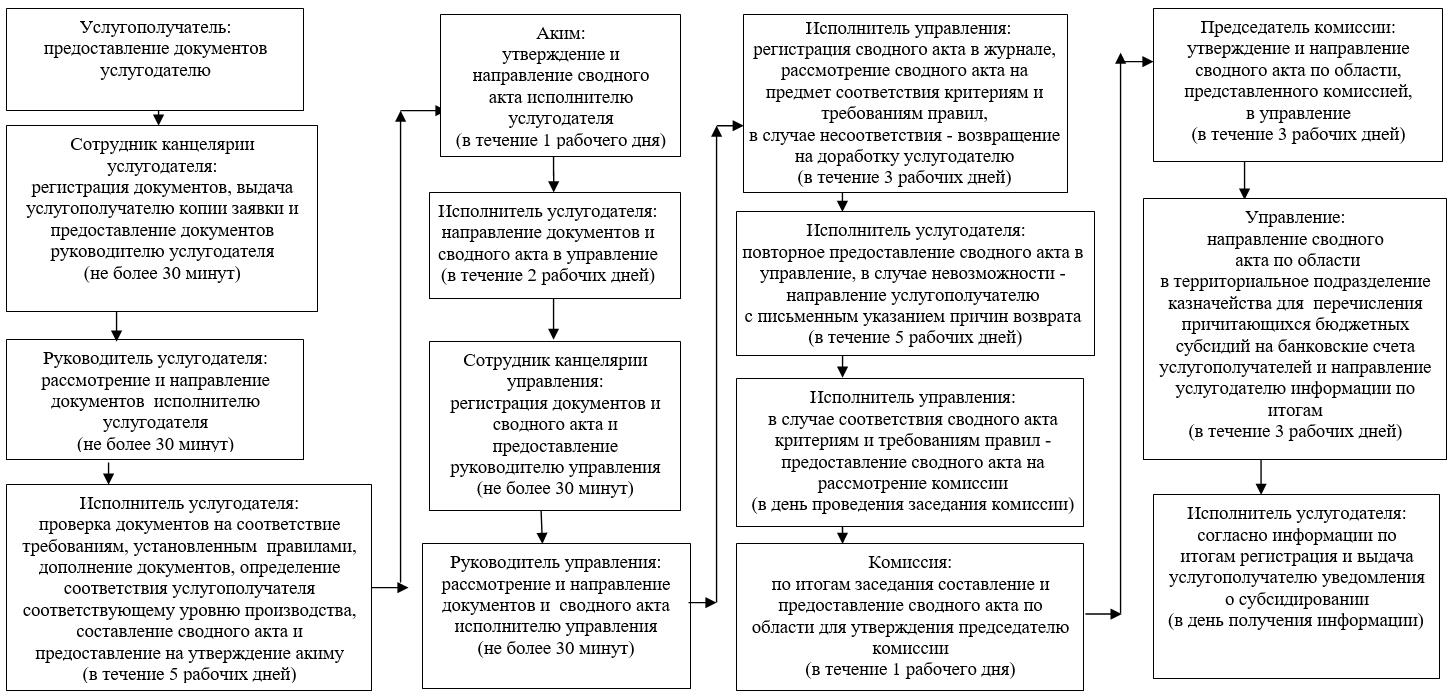 Услугополучатель:
предоставление документов
услугодателю
Сотрудник канцелярии
услугодателя:
регистрация документов, выдача
услугополучателю копии заявки и
предоставление документов
руководителю услугодателя
(не более 30 минут)
Руководитель услугодателя:
рассмотрение и направление
документов исполнителю
услугодателя
(не более 30 минут)
Исполнитель услугодателя:
проверка документов на соответствие
требованиям, установленным правилами,
дополнение документов, определение
соответствия услугополучателя
соответствующему уровню производства,
составление сводного акта и
предоставление на утверждение акиму
(в течение 5 рабочих дней)
Аким:
утверждение и
направление сводного
акта исполнителю
услугодателя
(в течение 1 рабочего дня)
Исполнитель услугодателя:
направление документов и
сводного акта в управление
(в течение 2 рабочих дней)
Сотрудник канцелярии
управления:
регистрация документов и
сводного акта и
предоставление
руководителю управления
(не более 30 минут)
Руководитель управления:
рассмотрение и направление
документов и сводного акта
исполнителю управления
(не более 30 минут)
Исполнитель управления:
регистрация сводного акта в журнале,
рассмотрение сводного акта на
предмет соответствия критериям и
требованиям правил,
в случае несоответствия - возвращение
на доработку услугодателю
(в течение 3 рабочих дней)
Исполнитель услугодателя:
повторное предоставление сводного акта в
управление, в случае невозможности -
направление услугополучателю
с письменным указанием причин возврата
(в течение 5 рабочих дней)
Исполнитель управления:
в случае соответствия сводного акта
критериям и требованиям правил -
предоставление сводного акта на
рассмотрение комиссии
(в день проведения заседания комиссии)
Комиссия:
по итогам заседания составление и
предоставление сводного акта по
области для утверждения председателю
комиссии
(в течение 1 рабочего дня)
Председатель комиссии:
утверждение и направление
сводного акта по области,
представленного комиссией,
в управление
(в течение 3 рабочих дней)
Управление:
направление сводного
акта по области
в территориальное подразделение
казначейства для перечисления
причитающихся бюджетных
субсидий на банковские счета
услугополучателей и направление
услугодателю информации по
итогам
(в течение 3 рабочих дней)
Исполнитель услугодателя:
согласно информации по
итогам регистрация и выдача
услугополучателю уведомления
о субсидировании
(в день получения информации)